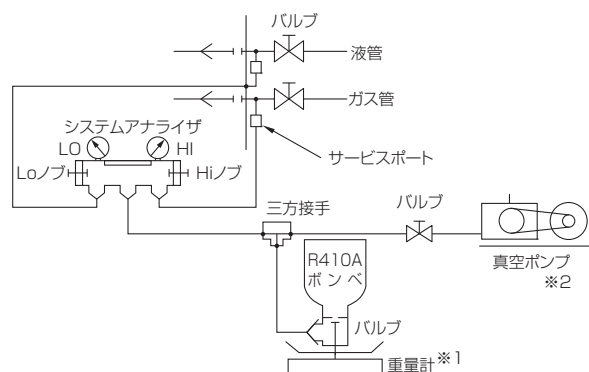 バルブ
液管
ガス管
システムアナライザ
LO
HI
Loノブ
Hiノブ
サービスポート
三方接手
バルブ
R410A
ボンベ
真空ポンプ
※2
バルブ
重量計※1